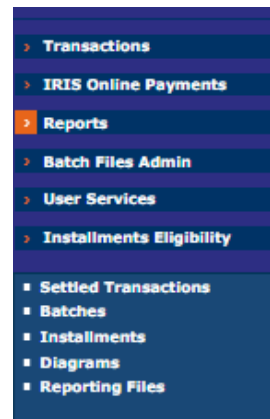 Transactions
IRIS Online Payments
Reports
Batch Files Admin
User Services
Installments Eligibility
Settled Transactions
Batches
Installments
Diagrams
Reporting Files